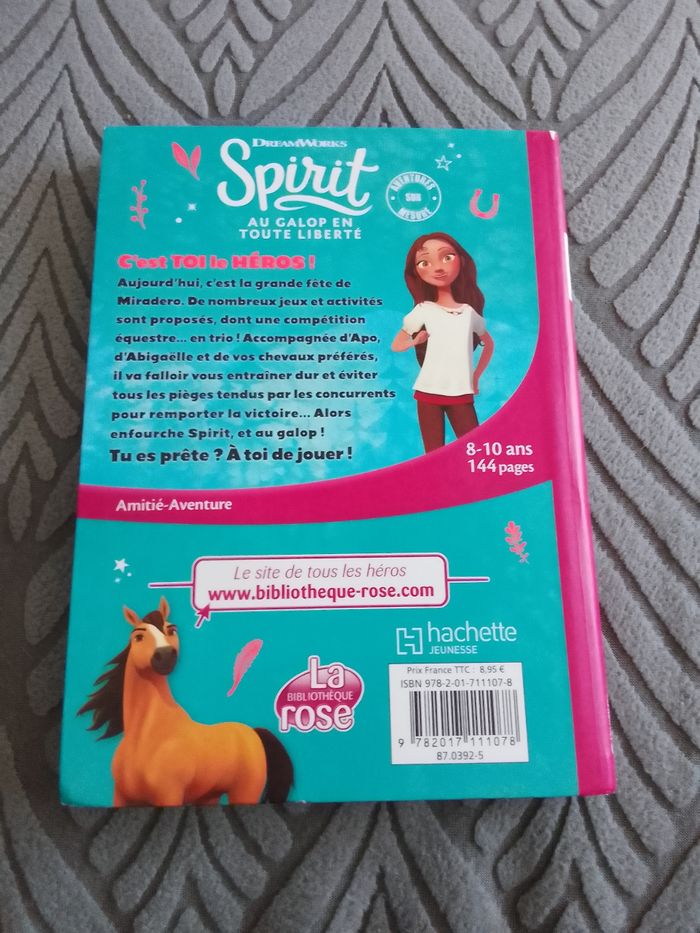 DREAMWORKS
Spirit
AU GALOP EN
TOUTE LIBERTÉ
AVENTURES
SUR
MESURE
C'est TOI le HÉROS !
Aujourd'hui, c'est la grande fête de
Miradero. De nombreux jeux et activités
sont proposés, dont une compétition
équestre... en trio ! Accompagnée d'Apo,
d'Abigaëlle et de vos chevaux préférés,
il va falloir vous entraîner dur et éviter
tous les pièges tendus par les concurrents
pour remporter la victoire... Alors
enfourche Spirit, et au galop !
Tu es prête ? À toi de jouer !
8-10 ans
144 pages
Amitié-Aventure
Le site de tous les héros
www.bibliotheque-rose.com
hachette
JEUNESSE
La
BIBLIOTHÈQUE
rose
Prix France TTC : 8,95 €
ISBN 978-2-01-711107-8
9 782017 111078
87.0392-5